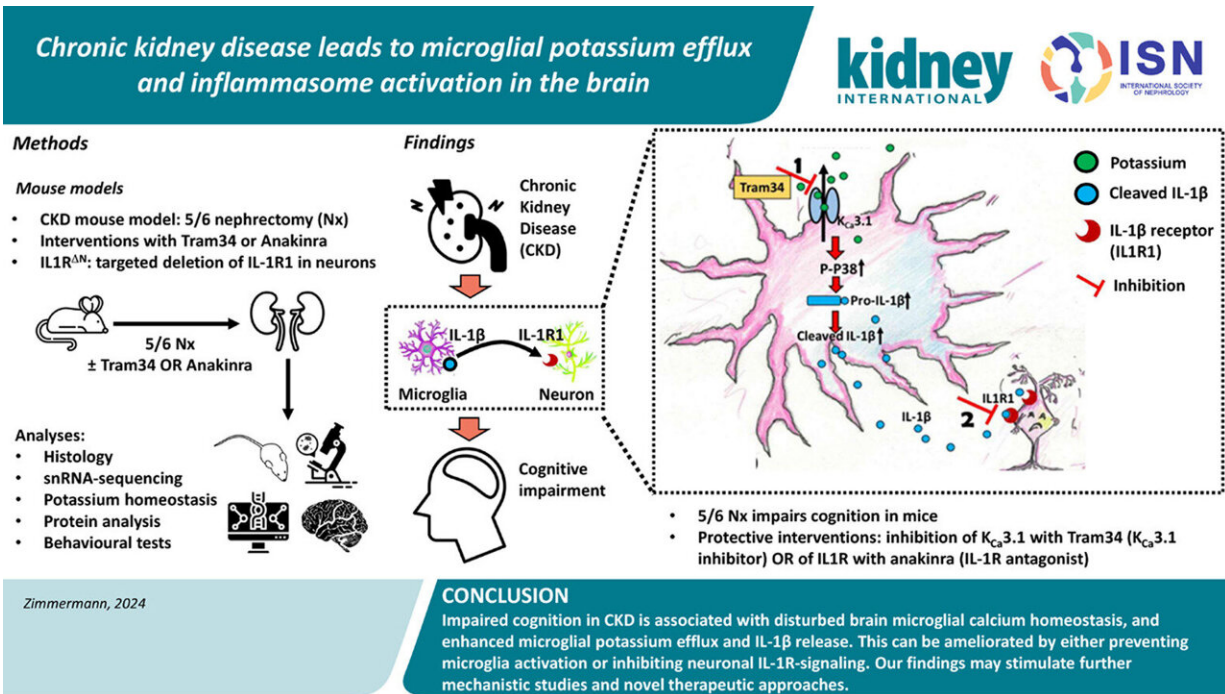 Chronic kidney disease leads to microglial potassium efflux
and inflammasome activation in the brain
kidney
INTERNATIONAL
ISN
INTERNATIONAL SOCIETY
OF NEPHROLOGY
Methods
Mouse models
• CKD mouse model: 5/6 nephrectomy (Nx)
• Interventions with Tram34 or Anakinra
• IL1R^ΔN: targeted deletion of IL-1R1 in neurons
5/6 Nx
± Tram34 OR Anakinra
Analyses:
• Histology
• snRNA-sequencing
• Potassium homeostasis
• Protein analysis
• Behavioural tests
Findings
Chronic
Kidney
Disease
(CKD)
IL-1β
IL-1R1
Microglia
Neuron
Cognitive
impairment
1
Tram34
K_Ca3.1
P-P38↑
Pro-IL-1β↑
Cleaved IL-1β↑
IL-1β
2
IL1R1
Potassium
Cleaved IL-1β
IL-1β receptor
(IL1R1)
Inhibition
• 5/6 Nx impairs cognition in mice
• Protective interventions: inhibition of K_Ca3.1 with Tram34 (K_Ca3.1
inhibitor) OR of IL1R with anakinra (IL-1R antagonist)
Zimmermann, 2024
CONCLUSION
Impaired cognition in CKD is associated with disturbed brain microglial calcium homeostasis, and
enhanced microglial potassium efflux and IL-1β release. This can be ameliorated by either preventing
microglia activation or inhibiting neuronal IL-1R-signaling. Our findings may stimulate further
mechanistic studies and novel therapeutic approaches.